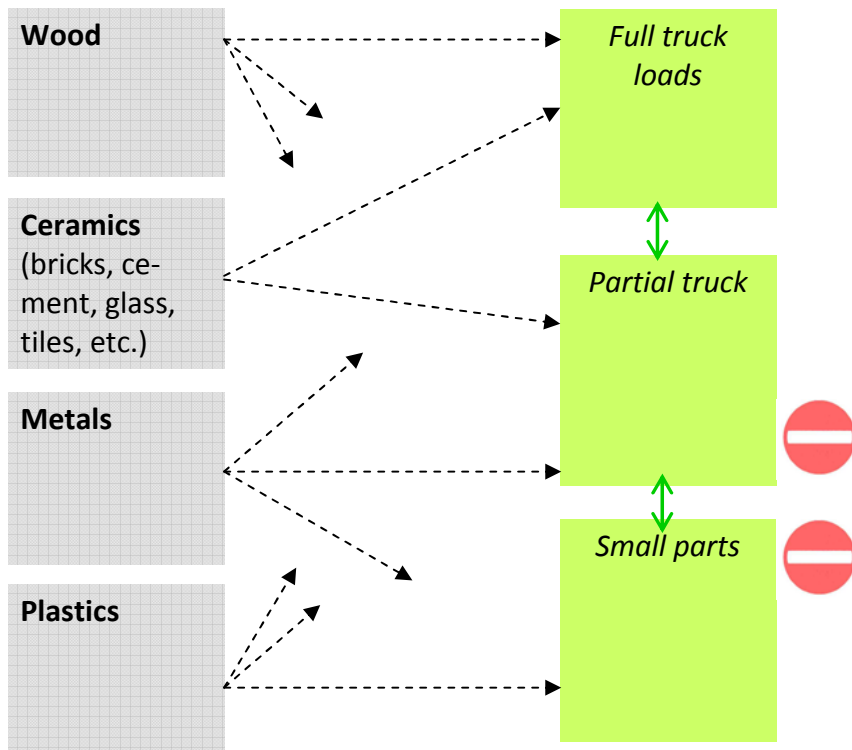 Wood
Full truck
loads
Ceramics
(bricks, ce-
ment, glass,
tiles, etc.)
Partial truck
Metals
Small parts
Plastics